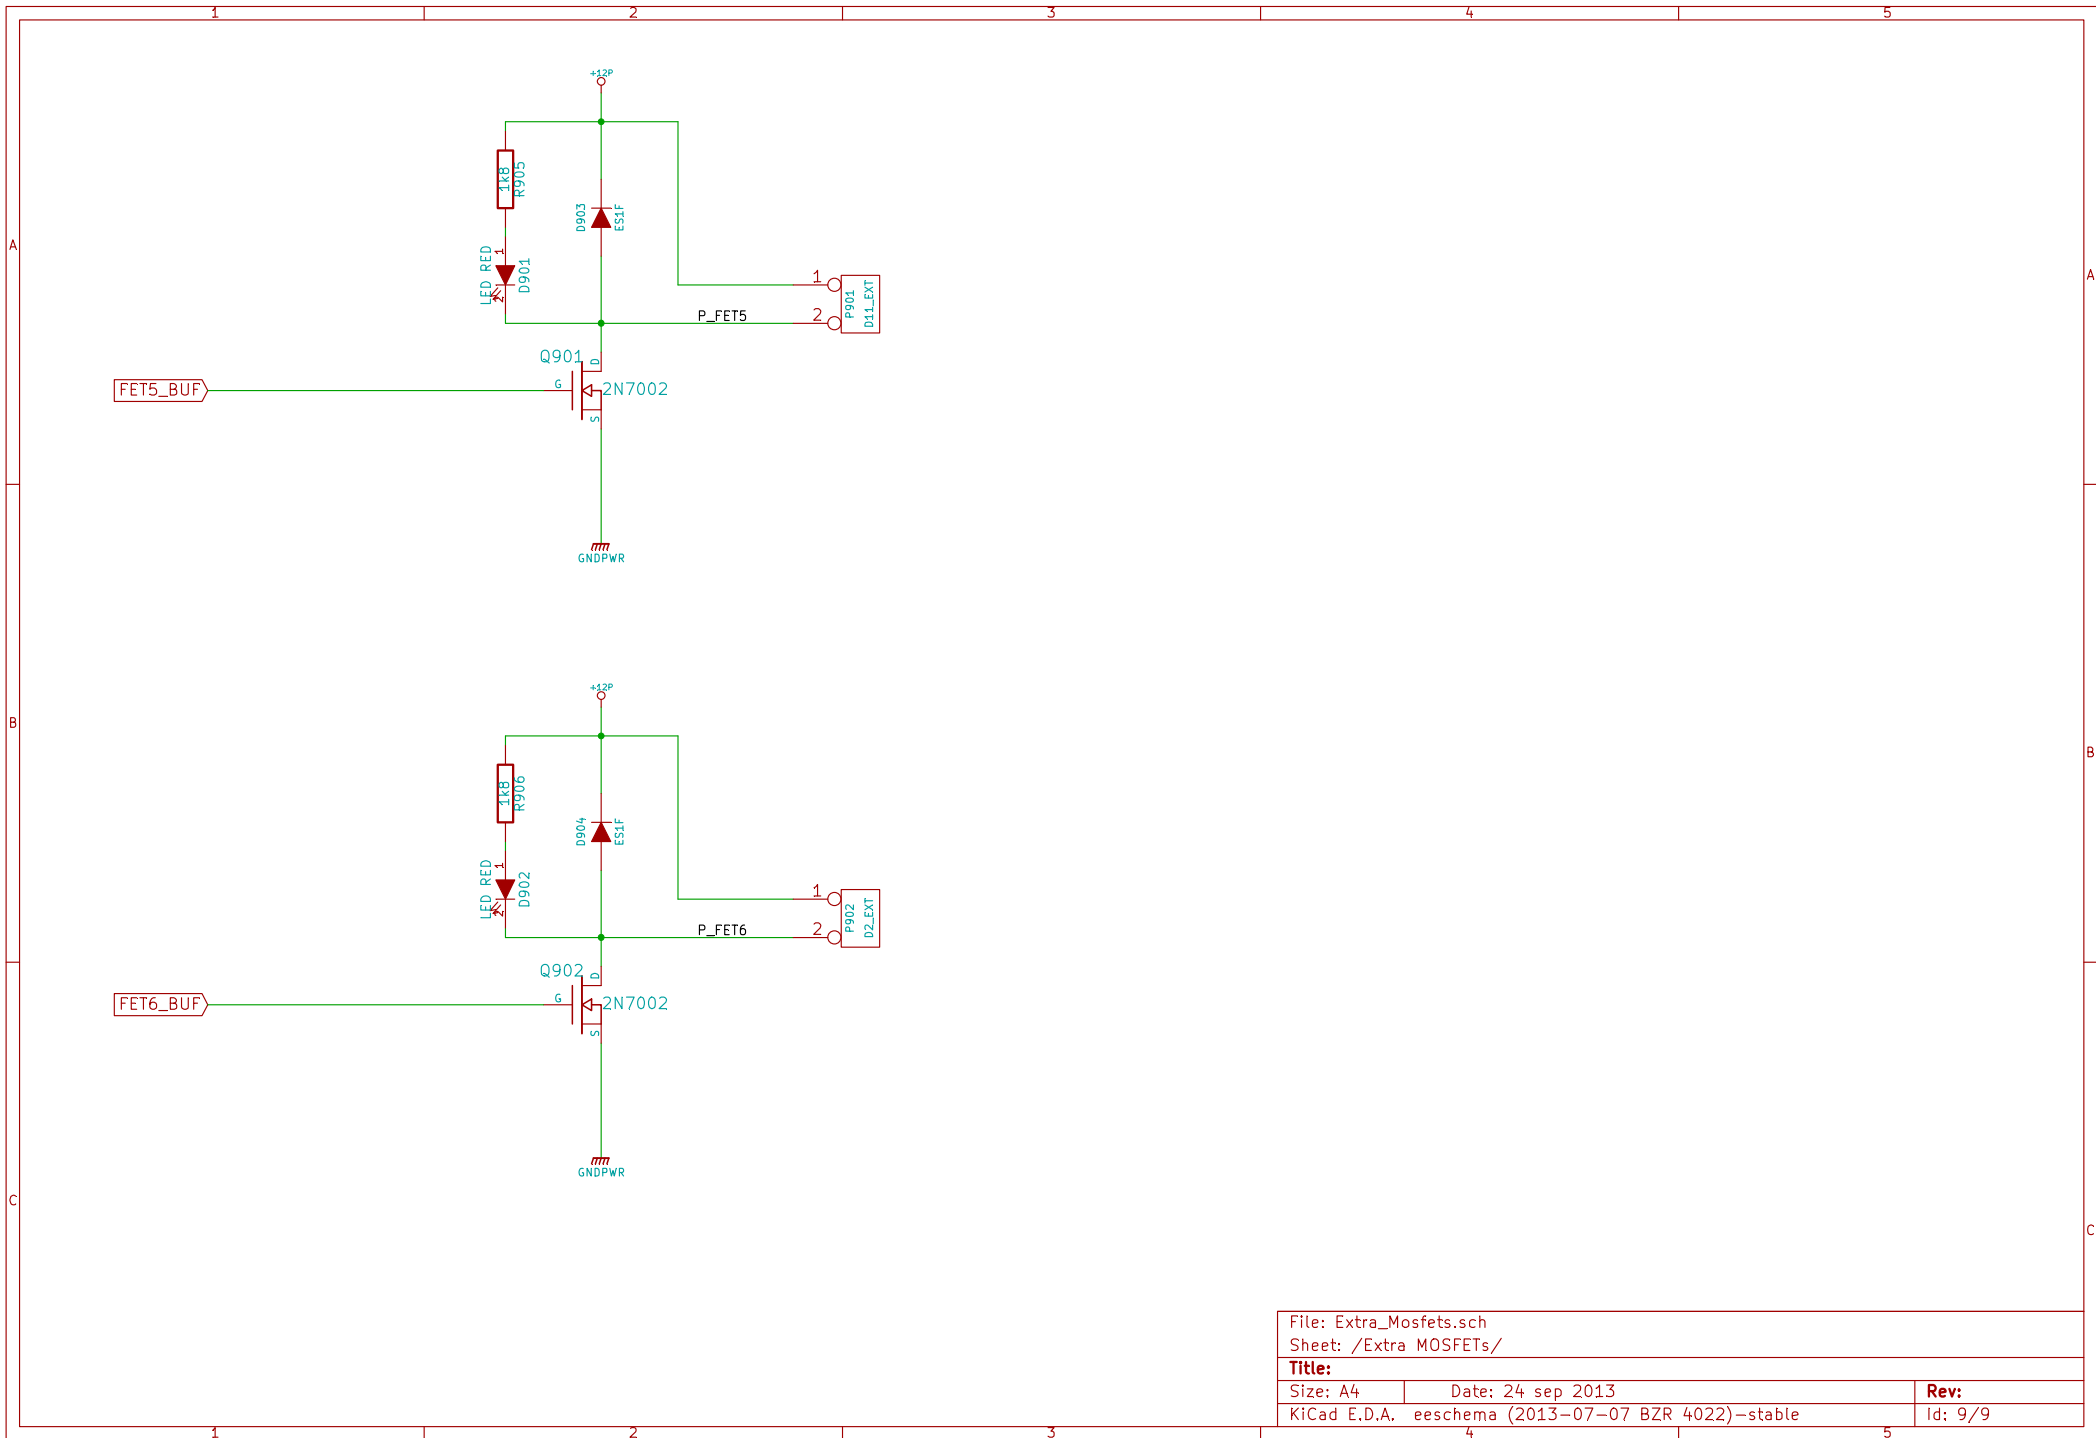 1 2 3 4 5
+12P
1k8
R905
D903
ES1F
A
A
LED RED
1
2
D901
1
2
P901
D11_EXT
P_FET5
Q901
D
G
S
2N7002
FET5_BUF
GNDPWR
+12P
B
B
1k8
R906
D904
ES1F
LED RED
1
2
D902
1
2
P902
D2_EXT
P_FET6
Q902
D
G
S
2N7002
FET6_BUF
GNDPWR
C
C
File: Extra_Mosfets.sch
Sheet: /Extra MOSFETs/
Title:
Size: A4 Date: 24 sep 2013 Rev:
KiCad E.D.A. eeschema (2013-07-07 BZR 4022)-stable Id: 9/9
1 2 3 4 5